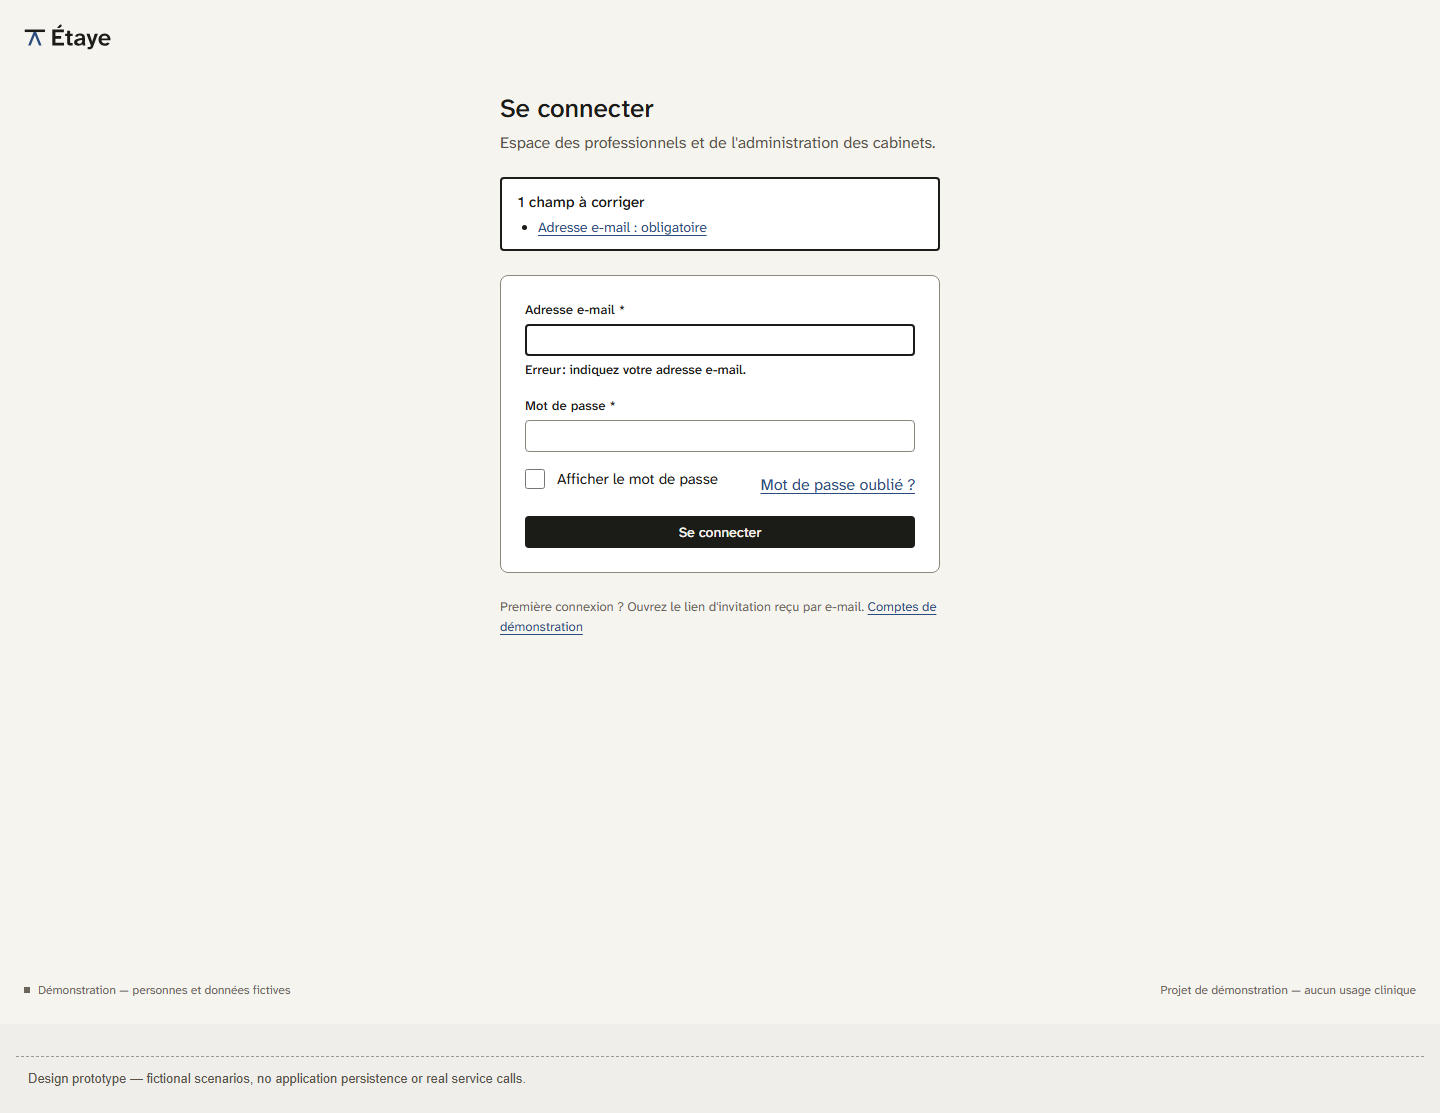 Étaye
Se connecter
Espace des professionnels et de l'administration des cabinets.
1 champ à corriger
Adresse e-mail : obligatoire
Adresse e-mail *
Erreur : indiquez votre adresse e-mail.
Mot de passe *
Afficher le mot de passe
Mot de passe oublié ?
Se connecter
Première connexion ? Ouvrez le lien d'invitation reçu par e-mail. Comptes de
démonstration
Démonstration — personnes et données fictives
Projet de démonstration — aucun usage clinique
Design prototype — fictional scenarios, no application persistence or real service calls.